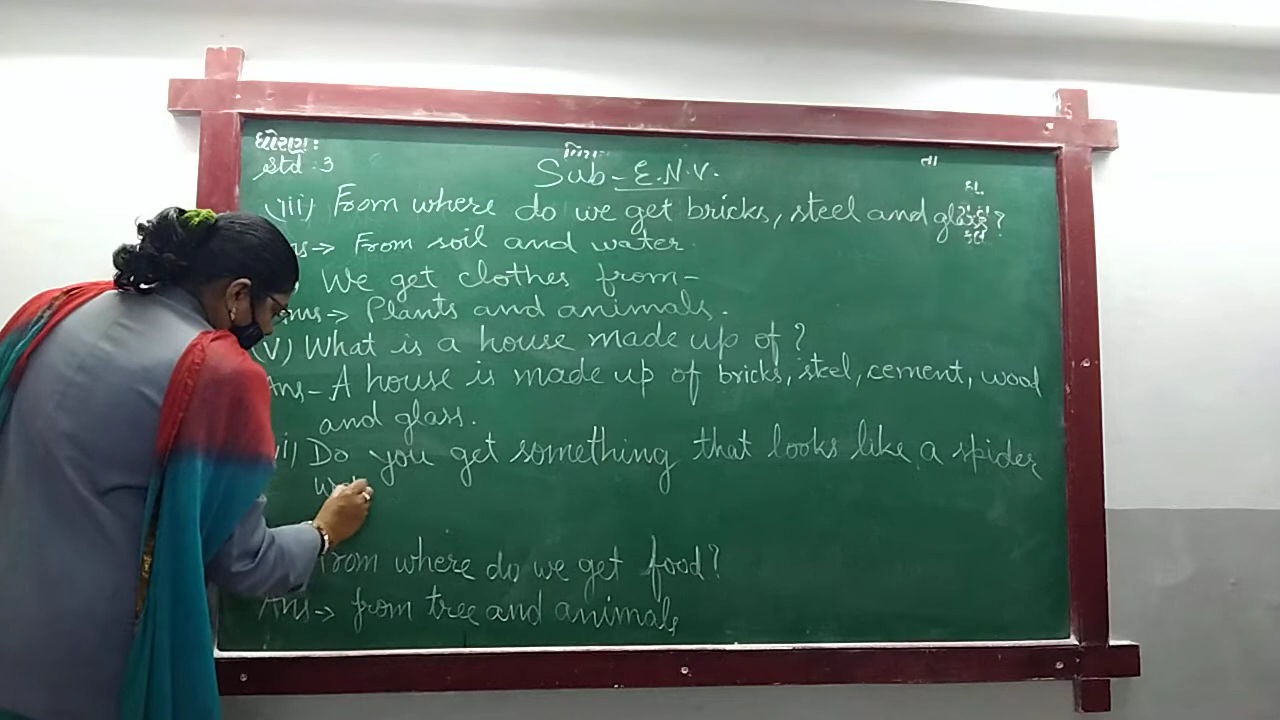 ધોરણ:
std : 3
Sub - E.N.V.
તા
(iii) From where do we get bricks, steel and glass?
ns → From soil and water
We get clothes from-
Ans → Plants and animals.
(V) What is a house made up of?
Ans - A house is made up of bricks, steel, cement, wood
and glass.
i) Do you get something that looks like a spider
From where do we get food?
Ans → from tree and animals